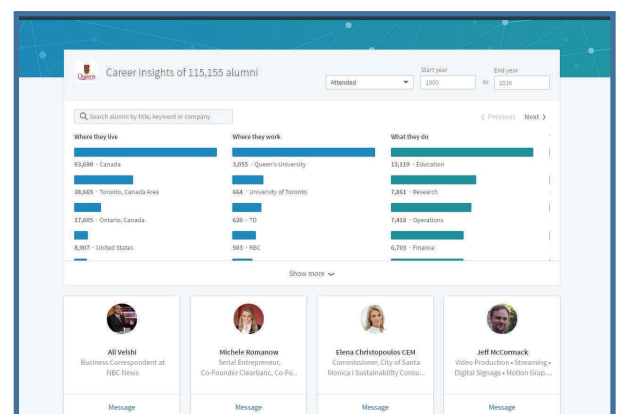 Queens
Career Insights of 115,155 alumni
Start year
End year
Attended
1900
to
2018
Search alumni by title, keyword or company
Previous
Next
Where they live
Where they work
What they do
93,698 · Canada
3,055 · Queen's University
13,119 · Education
38,665 · Toronto, Canada Area
664 · University of Toronto
7,861 · Research
17,605 · Ontario, Canada
620 · TD
7,418 · Operations
8,907 · United States
503 · RBC
6,703 · Finance
Show more
Ali Velshi
Business Correspondent at
NBC News
Message
Michele Romanow
Serial Entrepreneur,
Co-Founder Clearbanc, Co-Fo...
Message
Elena Christopoulos CEM
Commissioner, City of Santa
Monica I Sustainability Consu...
Message
Jeff McCormack
Video Production • Streaming •
Digital Signage • Motion Grap...
Message